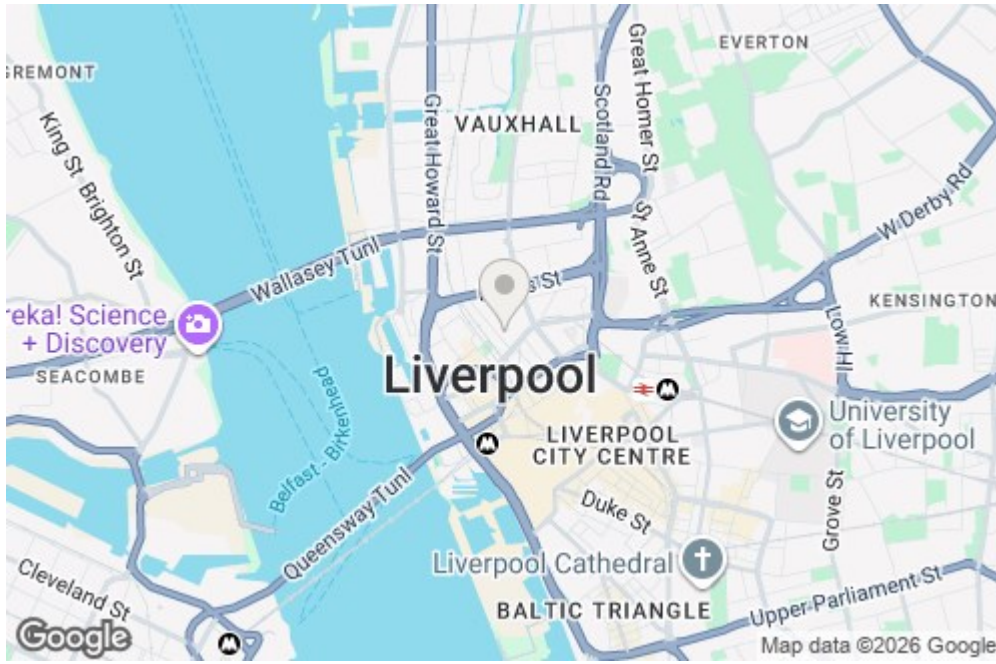 EVERTON
GREMONT
Great Homer St
Scotland Rd
VAUXHALL
Great Howard St
King St
Brighton St
W Derby Rd
St Anne St
Wallasey Tunl
St
KENSINGTON
reka! Science
+ Discovery
Low Hill
SEACOMBE
Liverpool
Belfast - Birkenhead
University
of Liverpool
LIVERPOOL
CITY CENTRE
Queensway Tunl
Duke St
Grove St
Liverpool Cathedral
Cleveland St
BALTIC TRIANGLE
Upper Parliament St
Google
Map data ©2026 Google